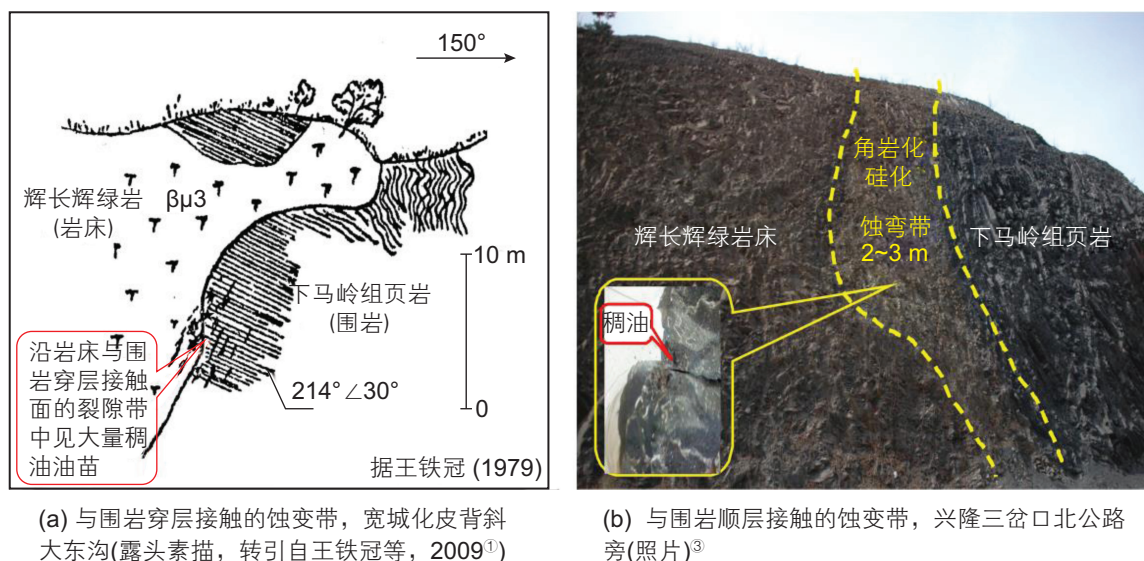 150°
辉长辉绿岩
(岩床)
βμ3
10 m
下马岭组页岩
(围岩)
沿岩床与围
岩穿层接触
面的裂隙带
中见大量稠
油油苗
214°∠30°
0
据王铁冠 (1979)
角岩化
硅化
蚀弯带
2~3 m
辉长辉绿岩床
下马岭组页岩
稠油
(a) 与围岩穿层接触的蚀变带，宽城化皮背斜
大东沟(露头素描，转引自王铁冠等，2009①)
(b) 与围岩顺层接触的蚀变带，兴隆三岔口北公路
旁(照片)③